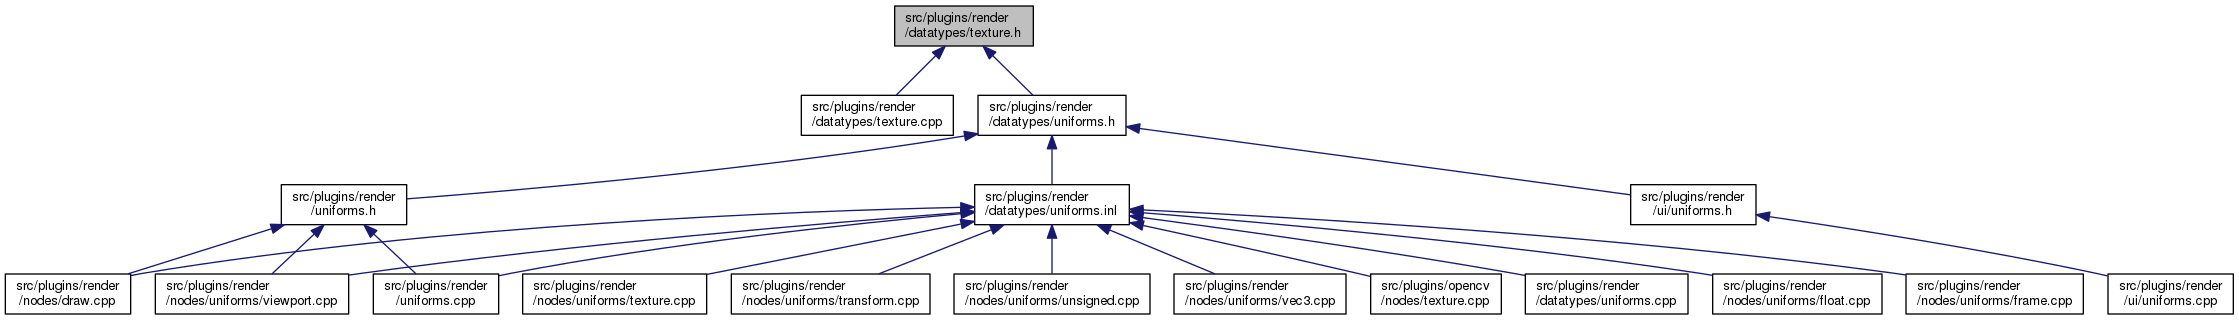 src/plugins/render
/datatypes/texture.h
src/plugins/render
/datatypes/texture.cpp
src/plugins/render
/datatypes/uniforms.h
src/plugins/render
/uniforms.h
src/plugins/render
/datatypes/uniforms.inl
src/plugins/render
/ui/uniforms.h
src/plugins/render
/nodes/draw.cpp
src/plugins/render
/nodes/uniforms/viewport.cpp
src/plugins/render
/uniforms.cpp
src/plugins/render
/nodes/uniforms/texture.cpp
src/plugins/render
/nodes/uniforms/transform.cpp
src/plugins/render
/nodes/uniforms/unsigned.cpp
src/plugins/render
/nodes/uniforms/vec3.cpp
src/plugins/opencv
/nodes/texture.cpp
src/plugins/render
/datatypes/uniforms.cpp
src/plugins/render
/nodes/uniforms/float.cpp
src/plugins/render
/nodes/uniforms/frame.cpp
src/plugins/render
/ui/uniforms.cpp